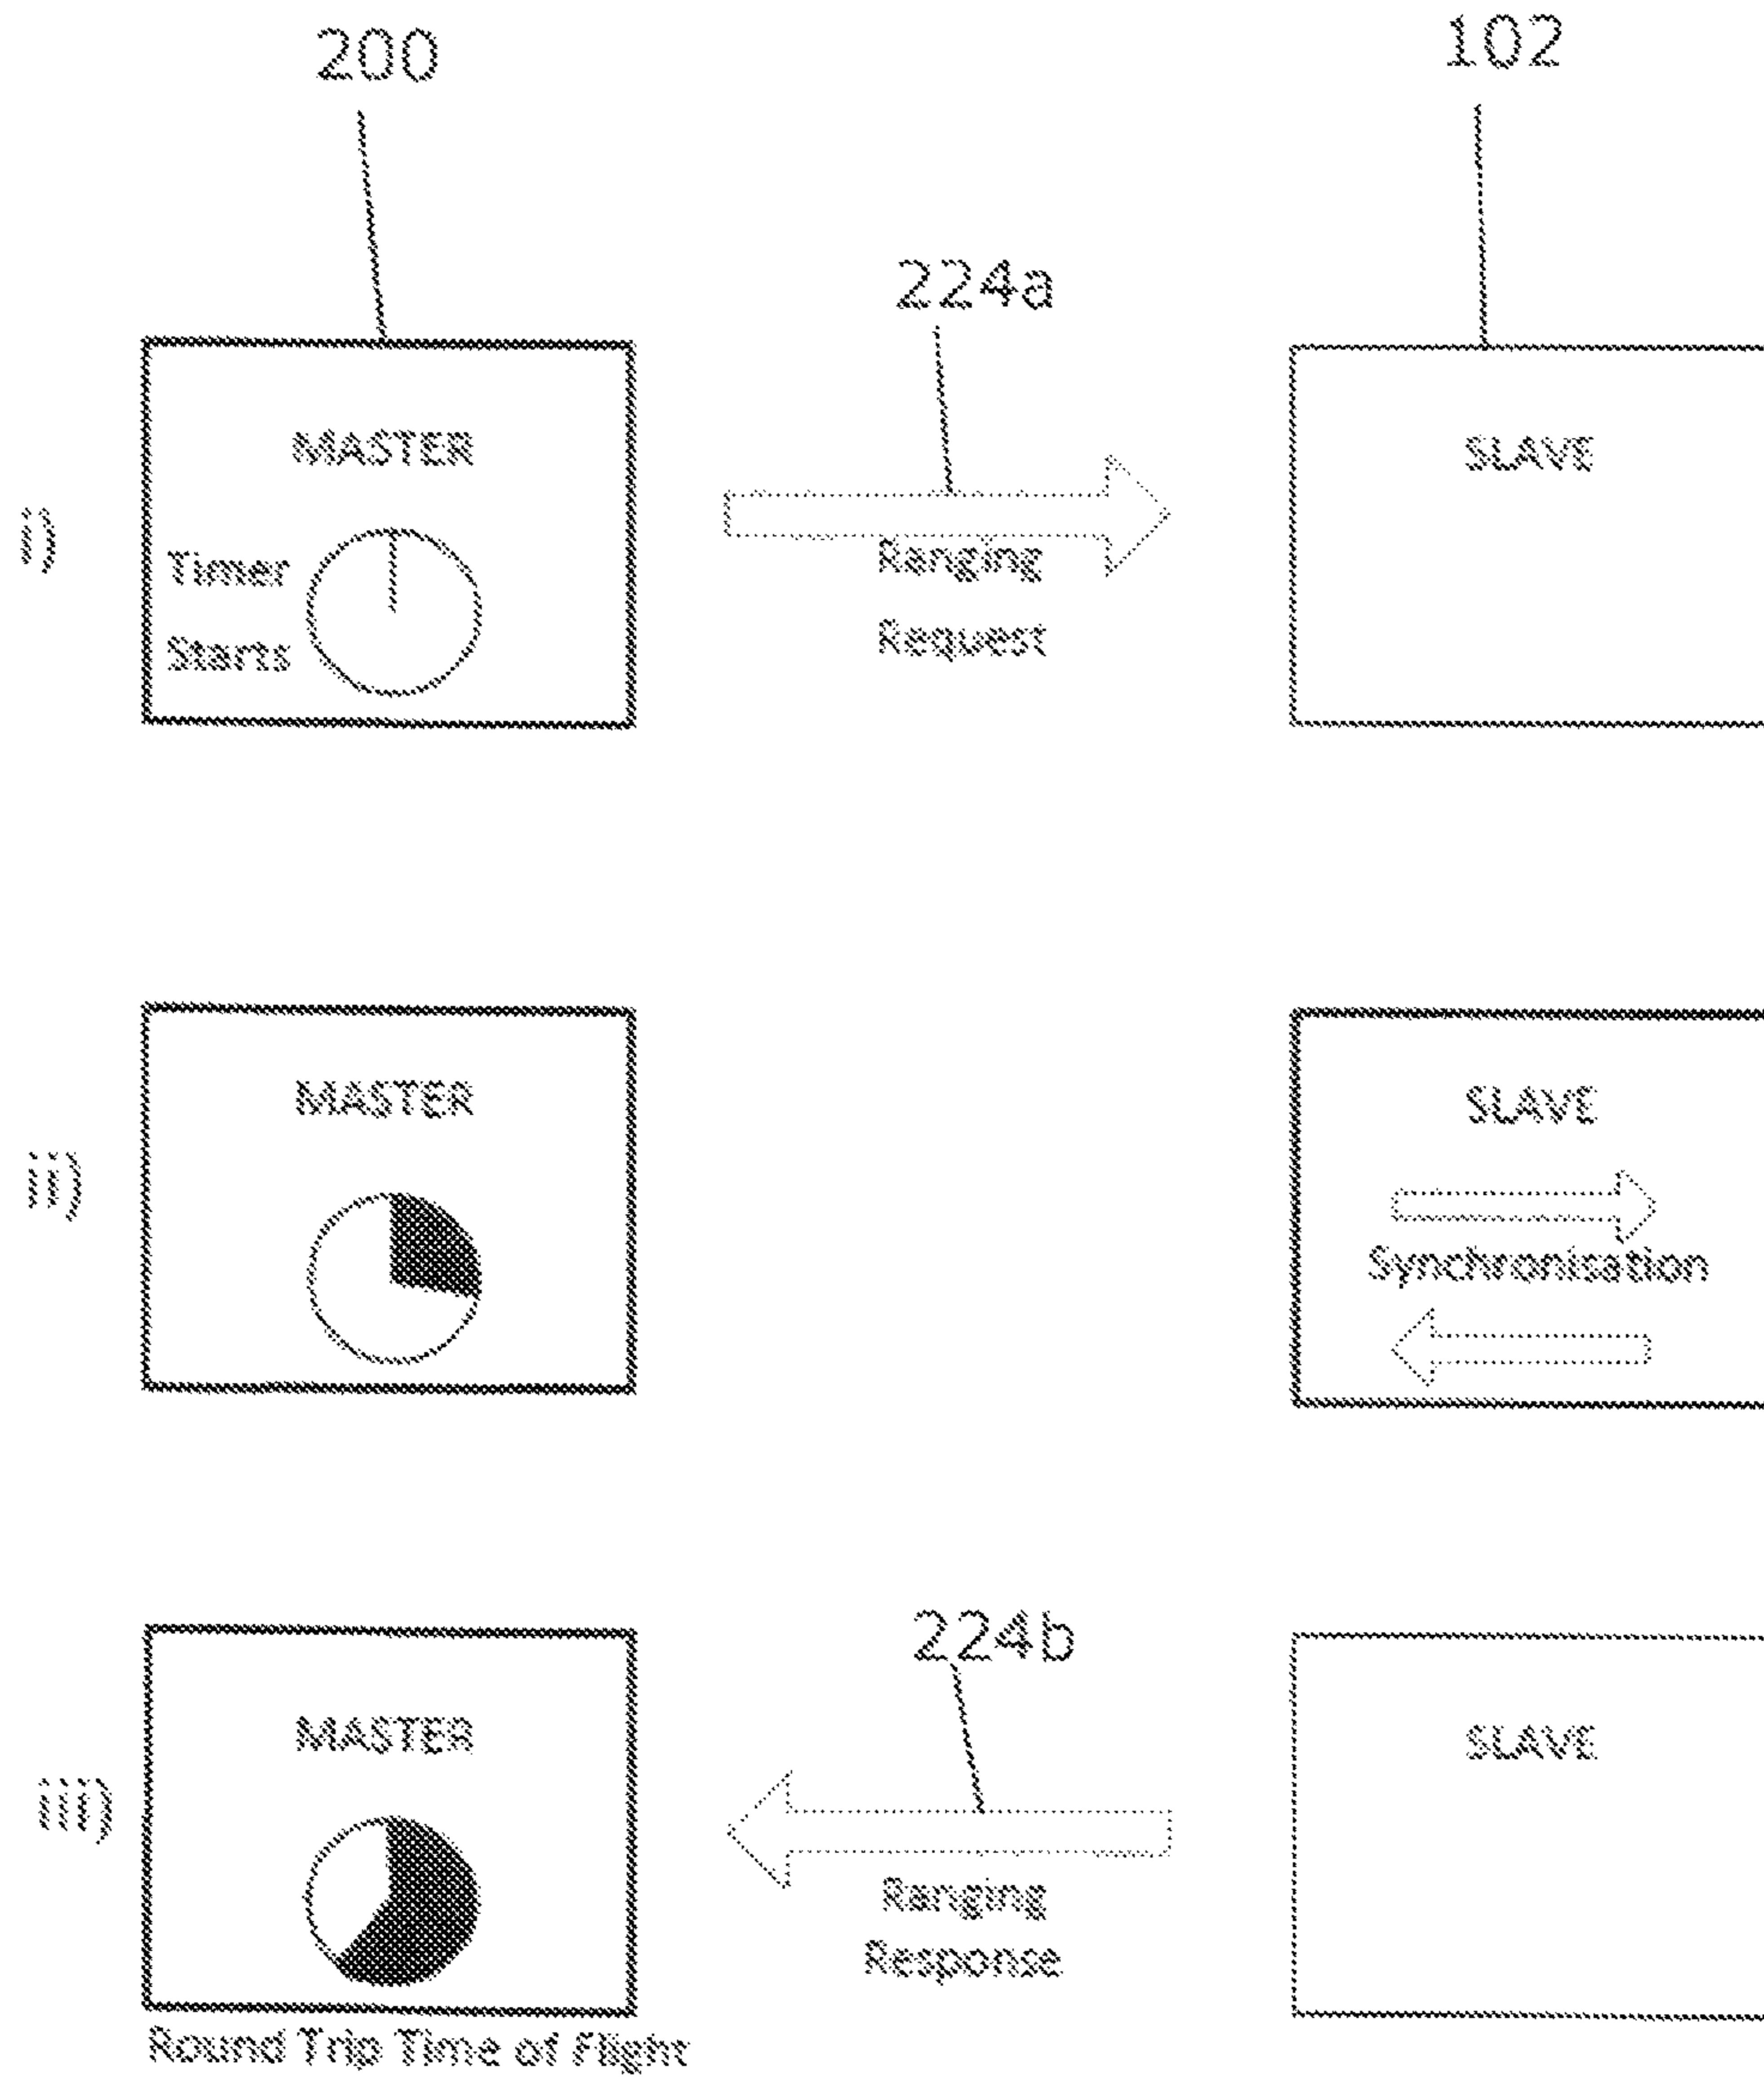 200
102
224a
MASTER
SLAVE
i)
Timer
Starts
Ranging
Request
MASTER
SLAVE
ii)
Synchronisation
224b
MASTER
SLAVE
iii)
Ranging
Response
Round Trip Time of Flight